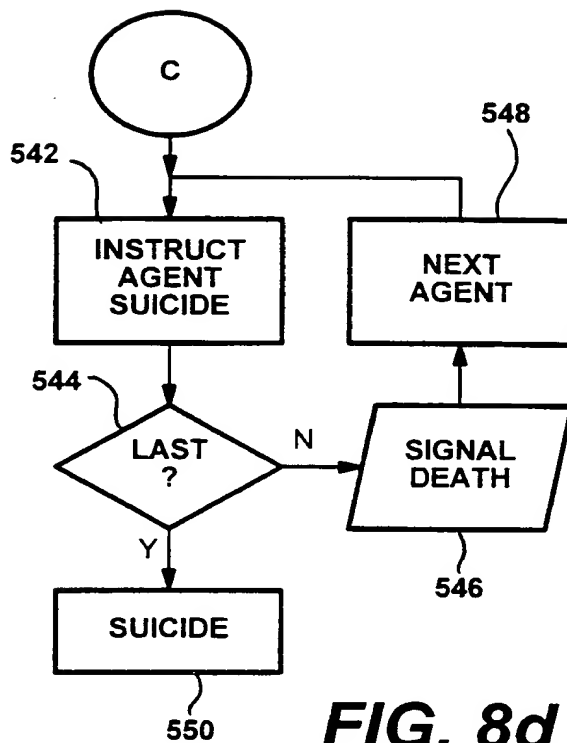 C
542
INSTRUCT
AGENT
SUICIDE
548
NEXT
AGENT
544
LAST
?
N
Y
SIGNAL
DEATH
546
SUICIDE
550
FIG. 8d